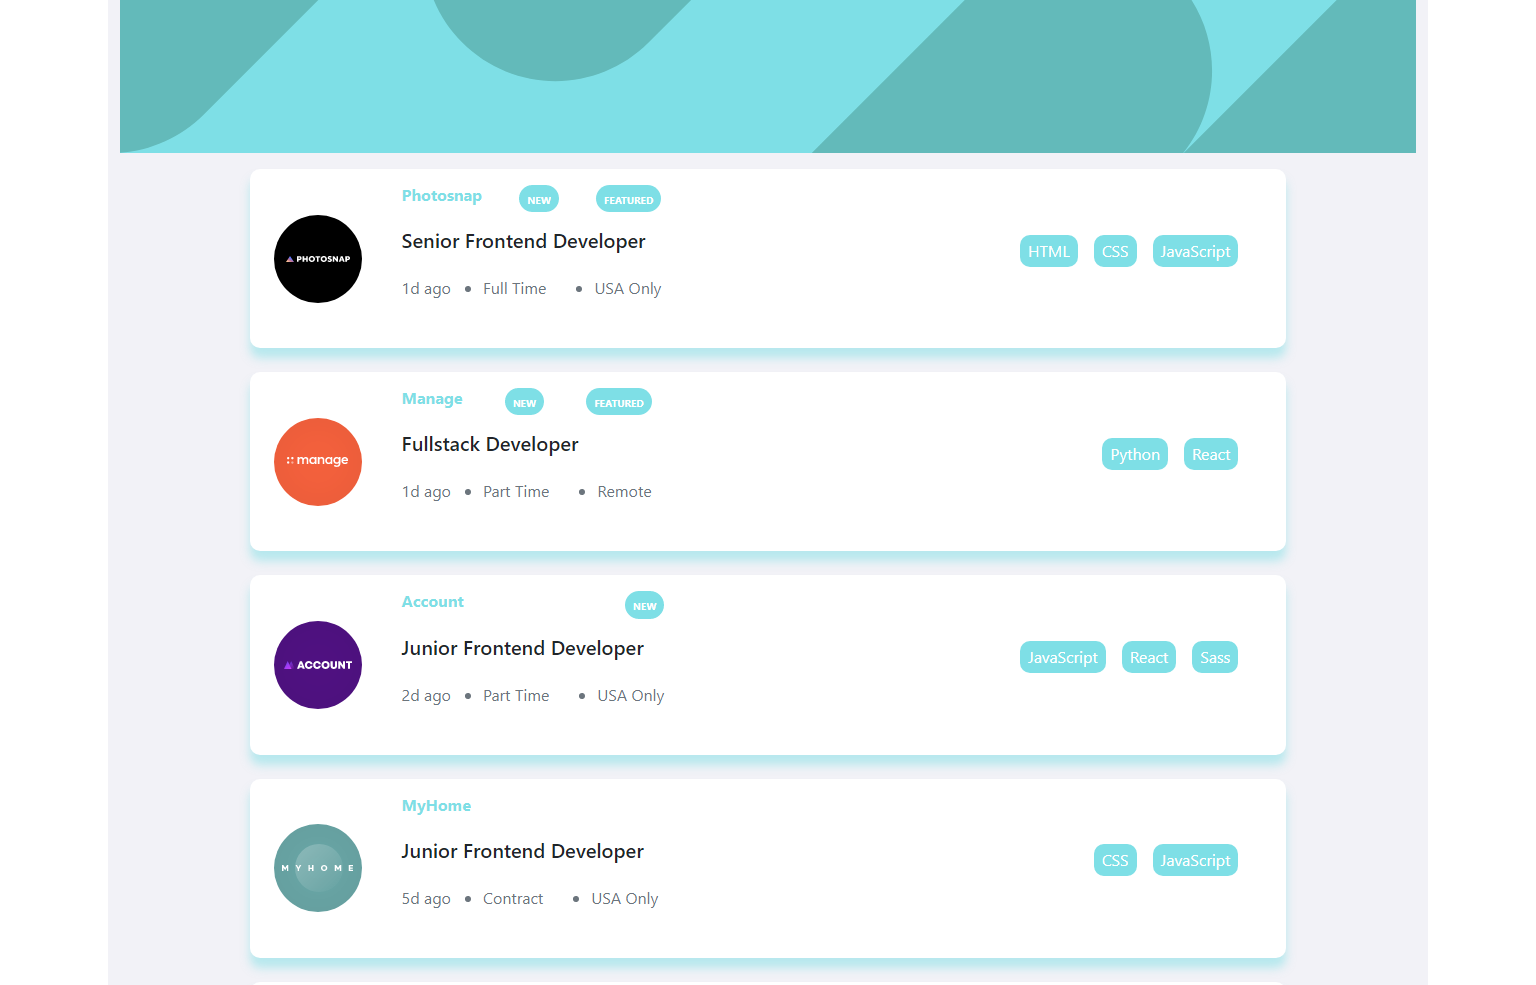 Photosnap NEW FEATURED
PHOTOSNAP
Senior Frontend Developer
HTML CSS JavaScript
1d ago • Full Time • USA Only
Manage NEW FEATURED
manage
Fullstack Developer
Python React
1d ago • Part Time • Remote
Account NEW
ACCOUNT
Junior Frontend Developer
JavaScript React Sass
2d ago • Part Time • USA Only
MyHome
MYHOME
Junior Frontend Developer
CSS JavaScript
5d ago • Contract • USA Only